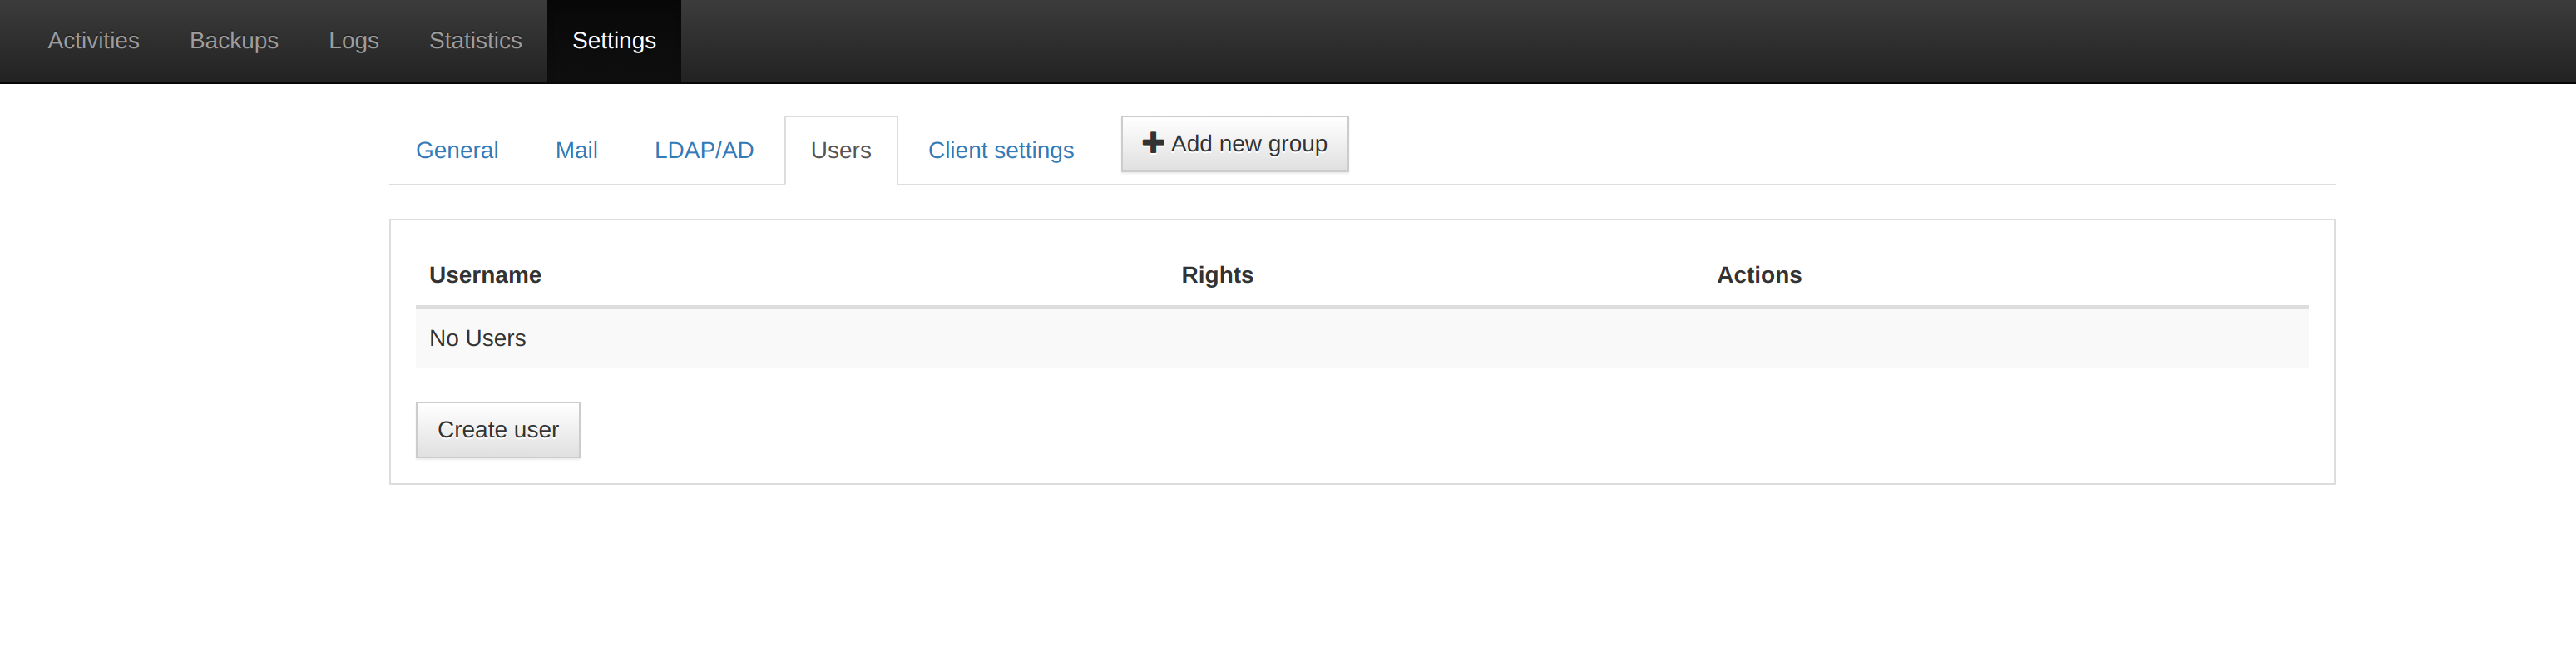 Activities Backups Logs Statistics Settings
General Mail LDAP/AD Users Client settings Add new group
Username Rights Actions
No Users
Create user